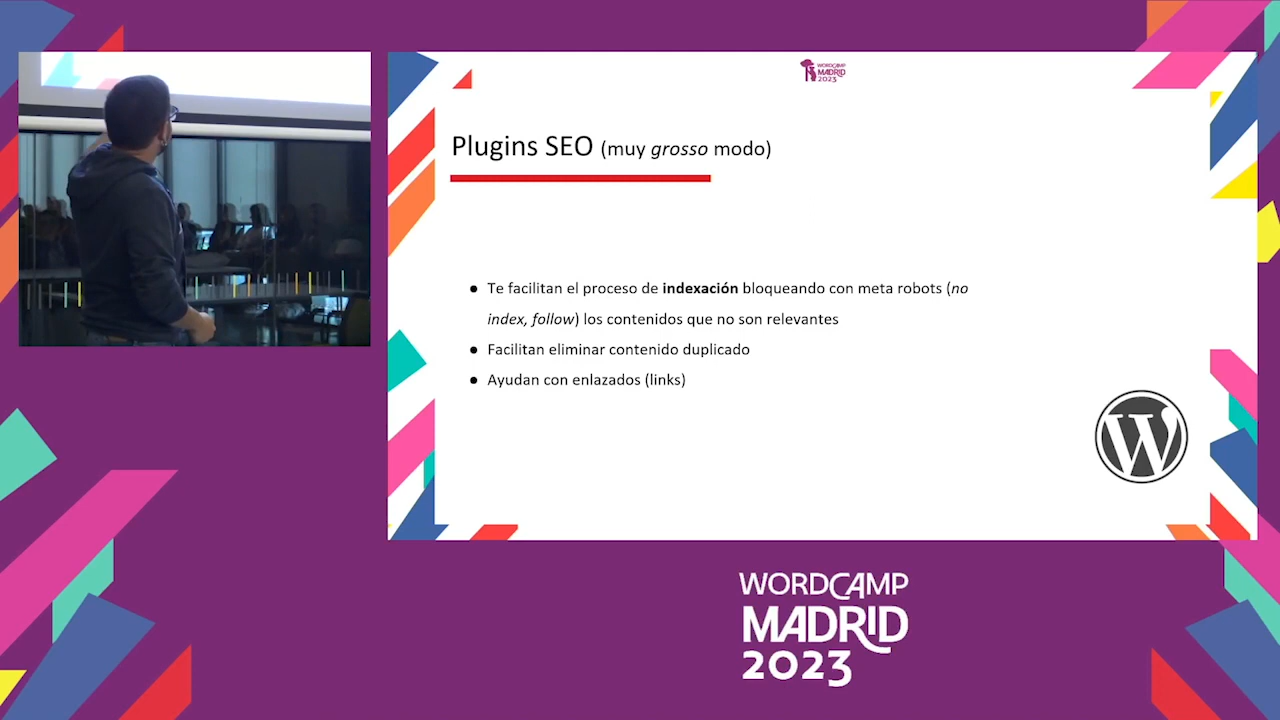 WORDCAMP
MADRID
2023
Plugins SEO (muy grosso modo)
● Te facilitan el proceso de indexación bloqueando con meta robots (no
index, follow) los contenidos que no son relevantes
● Facilitan eliminar contenido duplicado
● Ayudan con enlazados (links)
WORDCAMP
MADRID
2023